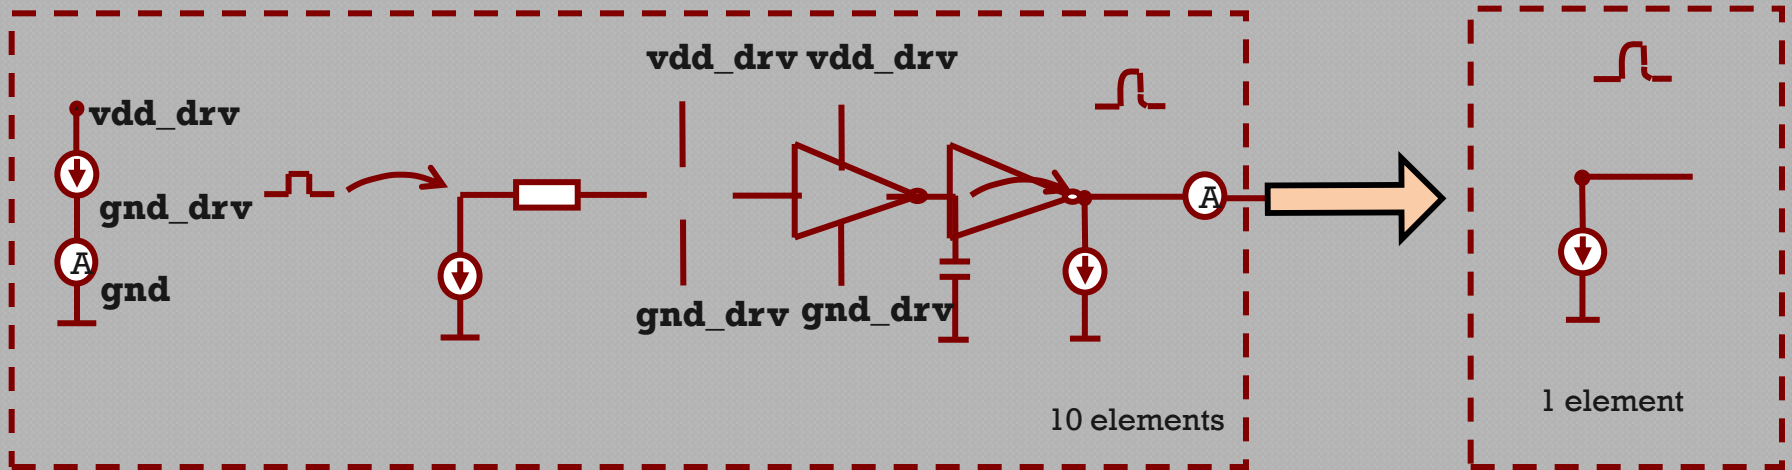 vdd_drv vdd_drv
vdd_drv
gnd_drv
A
gnd
A
gnd_drv gnd_drv
10 elements
1 element